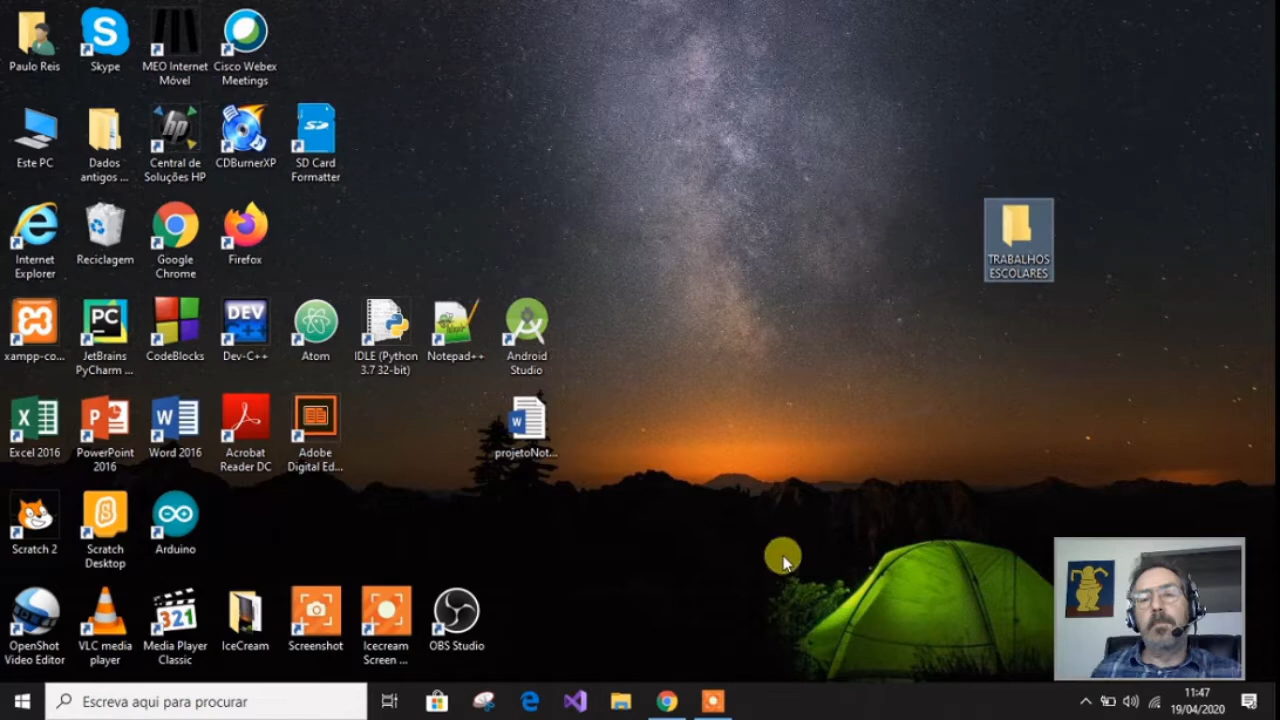 Paulo Reis
Skype
MEO Internet
Móvel
Cisco Webex
Meetings
Este PC
Dados
antigos ...
Central de
Soluções HP
CDBurnerXP
SD Card
Formatter
Internet
Explorer
Reciclagem
Google
Chrome
Firefox
TRABALHOS
ESCOLARES
xampp-co...
JetBrains
PyCharm ...
CodeBlocks
Dev-C++
Atom
IDLE (Python
3.7 32-bit)
Notepad++
Android
Studio
Excel 2016
PowerPoint
2016
Word 2016
Acrobat
Reader DC
Adobe
Digital Ed...
projetoNot...
Scratch 2
Scratch
Desktop
Arduino
OpenShot
Video Editor
VLC media
player
Media Player
Classic
IceCream
Screenshot
Icecream
Screen ...
OBS Studio
Escreva aqui para procurar
11:47
19/04/2020